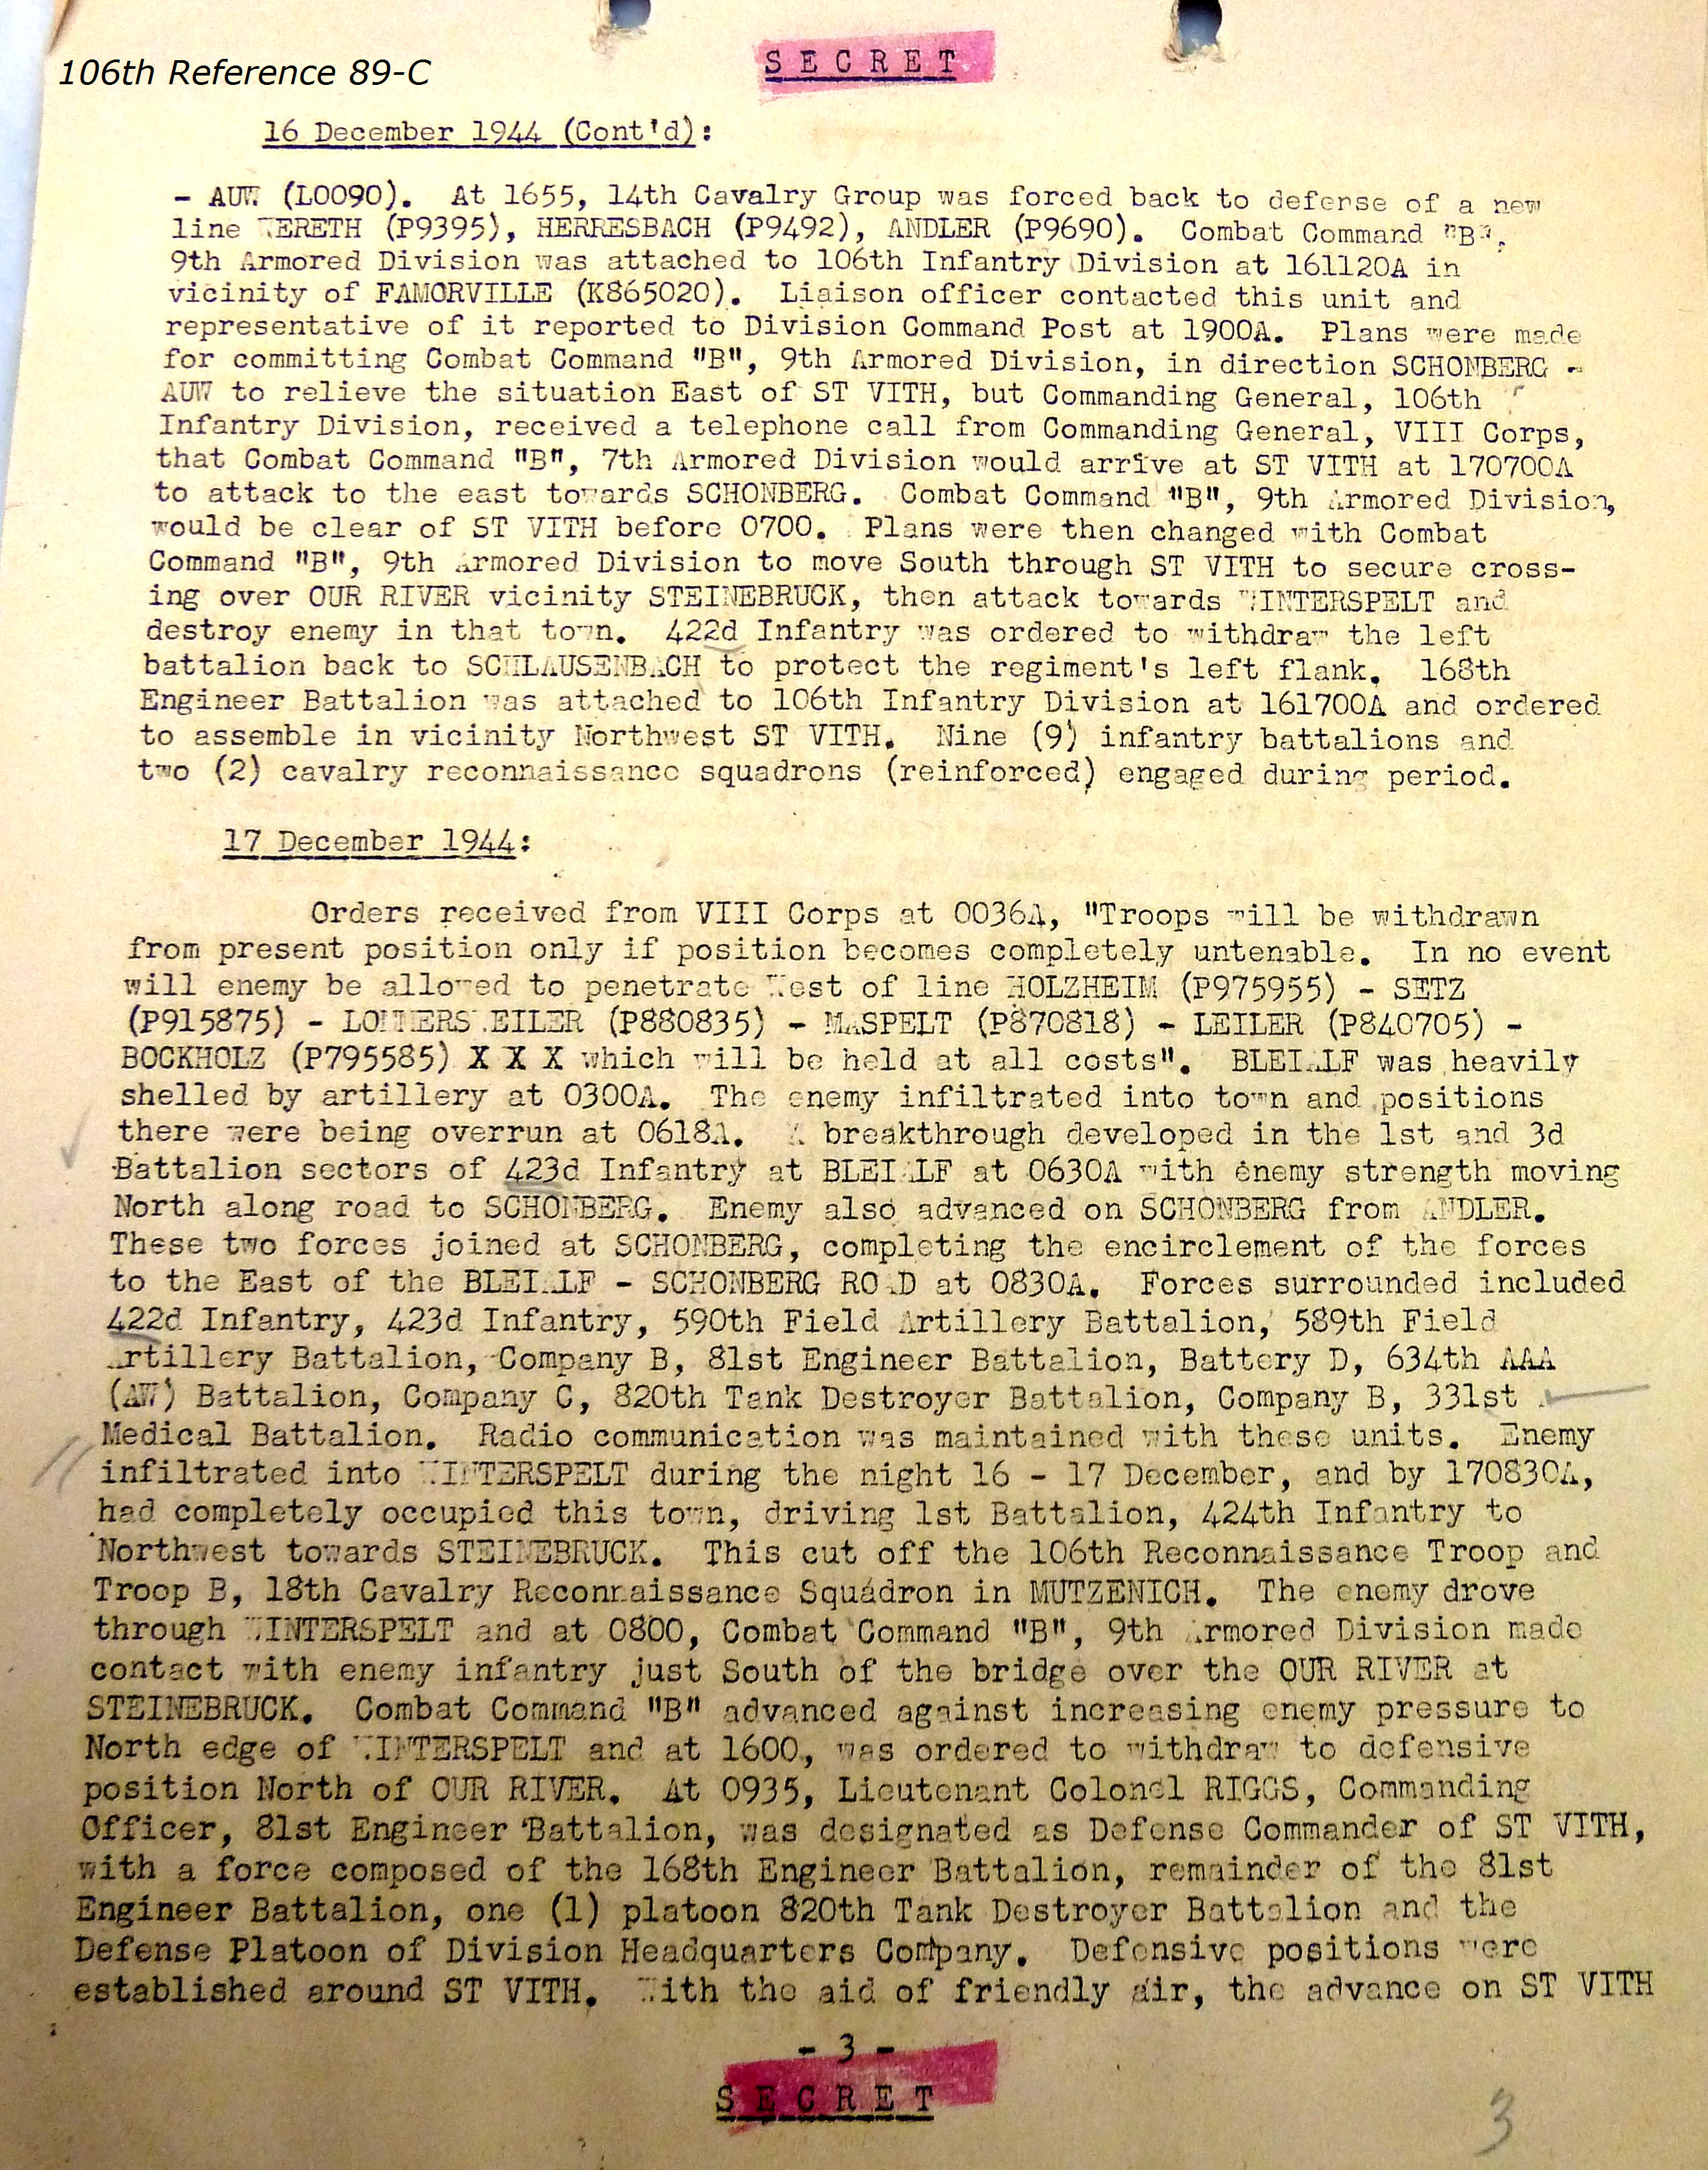 106th Reference 89-C
S E C R E T
16 December 1944 (Cont'd):
- AUW (L0090). At 1655, 14th Cavalry Group was forced back to defense of a new
line WERETH (P9395), HERRESBACH (P9492), ANDLER (P9690). Combat Command "B",
9th Armored Division was attached to 106th Infantry Division at 161120A in
vicinity of FAMORVILLE (K865020). Liaison officer contacted this unit and
representative of it reported to Division Command Post at 1900A. Plans were made
for committing Combat Command "B", 9th Armored Division, in direction SCHONBERG -
AUW to relieve the situation East of ST VITH, but Commanding General, 106th
Infantry Division, received a telephone call from Commanding General, VIII Corps,
that Combat Command "B", 7th Armored Division would arrive at ST VITH at 170700A
to attack to the east towards SCHONBERG. Combat Command "B", 9th Armored Division,
would be clear of ST VITH before 0700. Plans were then changed with Combat
Command "B", 9th Armored Division to move South through ST VITH to secure cross-
ing over OUR RIVER vicinity STEINEBRUCK, then attack towards WINTERSPELT and
destroy enemy in that town. 422d Infantry was ordered to withdraw the left
battalion back to SCHLAUSENBACH to protect the regiment's left flank. 168th
Engineer Battalion was attached to 106th Infantry Division at 161700A and ordered
to assemble in vicinity Northwest ST VITH. Nine (9) infantry battalions and
two (2) cavalry reconnaissance squadrons (reinforced) engaged during period.
17 December 1944:
Orders received from VIII Corps at 0036A, "Troops will be withdrawn
from present position only if position becomes completely untenable. In no event
will enemy be allowed to penetrate West of line HOLZHEIM (P975955) - SETZ
(P915875) - LOMMERSWEILER (P880835) - MASPELT (P870818) - LEILER (P840705) -
BOCKHOLZ (P795585) X X X which will be held at all costs". BLEIALF was heavily
shelled by artillery at 0300A. The enemy infiltrated into town and positions
there were being overrun at 0618A. A breakthrough developed in the 1st and 3d
Battalion sectors of 423d Infantry at BLEIALF at 0630A with enemy strength moving
North along road to SCHONBERG. Enemy also advanced on SCHONBERG from ANDLER.
These two forces joined at SCHONBERG, completing the encirclement of the forces
to the East of the BLEIALF - SCHONBERG ROAD at 0830A. Forces surrounded included
422d Infantry, 423d Infantry, 590th Field Artillery Battalion, 589th Field
Artillery Battalion, Company B, 81st Engineer Battalion, Battery D, 634th AAA
(AW) Battalion, Company C, 820th Tank Destroyer Battalion, Company B, 331st
Medical Battalion. Radio communication was maintained with these units. Enemy
infiltrated into WINTERSPELT during the night 16 - 17 December, and by 170830A,
had completely occupied this town, driving 1st Battalion, 424th Infantry to
Northwest towards STEINEBRUCK. This cut off the 106th Reconnaissance Troop and
Troop B, 18th Cavalry Reconnaissance Squadron in MUTZENICH. The enemy drove
through WINTERSPELT and at 0800, Combat Command "B", 9th Armored Division made
contact with enemy infantry just South of the bridge over the OUR RIVER at
STEINEBRUCK. Combat Command "B" advanced against increasing enemy pressure to
North edge of WINTERSPELT and at 1600, was ordered to withdraw to defensive
position North of OUR RIVER. At 0935, Lieutenant Colonel RIGGS, Commanding
Officer, 81st Engineer Battalion, was designated as Defense Commander of ST VITH,
with a force composed of the 168th Engineer Battalion, remainder of the 81st
Engineer Battalion, one (1) platoon 820th Tank Destroyer Battalion and the
Defense Platoon of Division Headquarters Company. Defensive positions were
established around ST VITH. With the aid of friendly air, the advance on ST VITH
- 3 -
S E C R E T
3